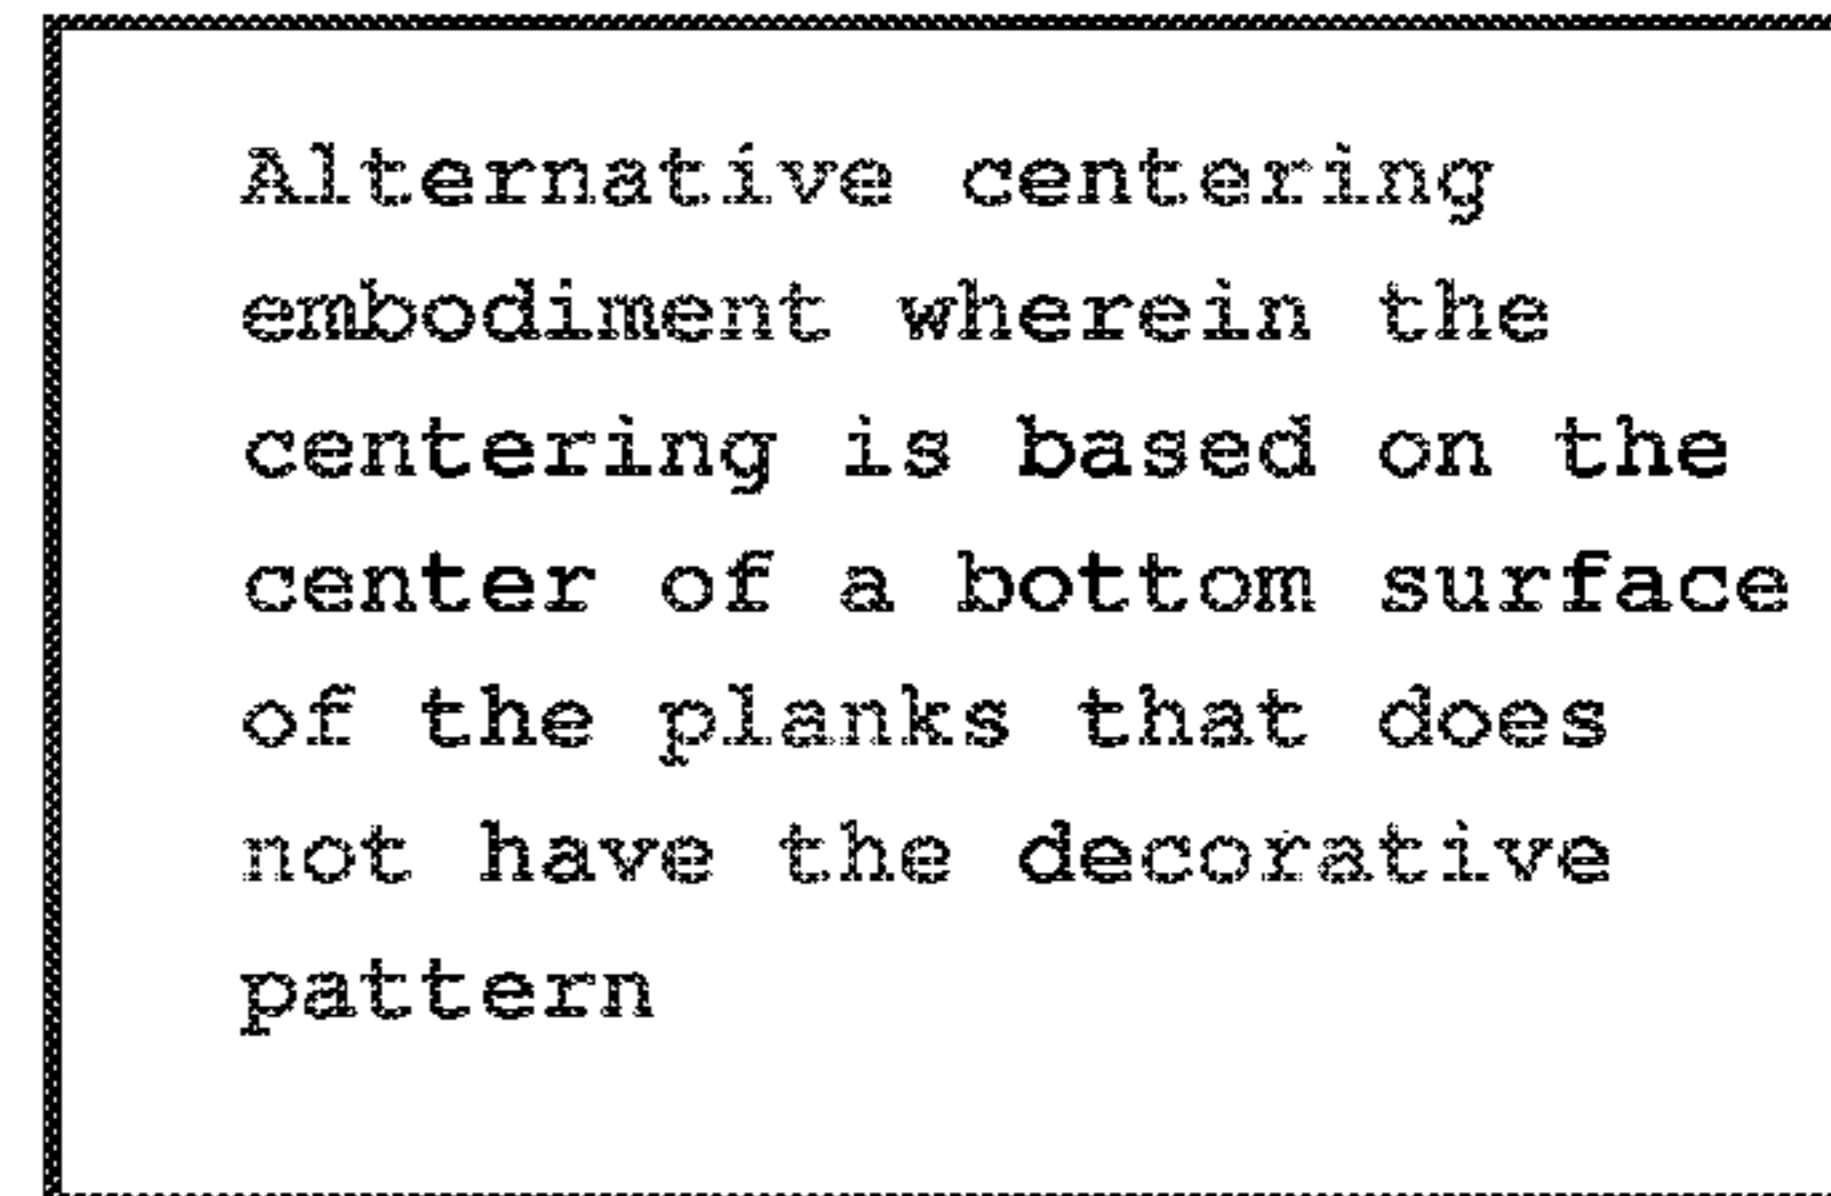 Alternative centering
embodiment wherein the
centering is based on the
center of a bottom surface
of the planks that does
not have the decorative
pattern